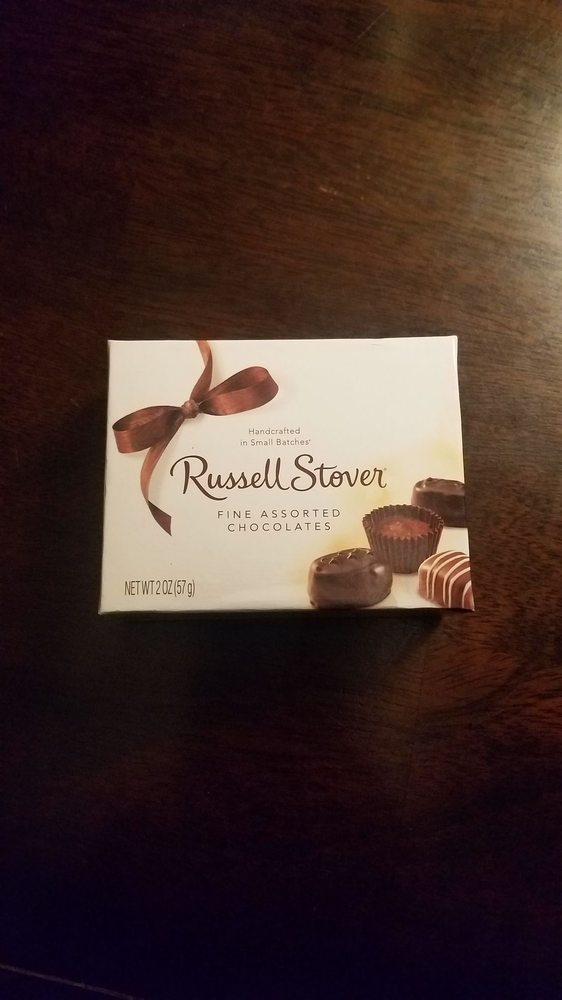 Handcrafted
in Small Batches®
Russell Stover®
FINE ASSORTED
CHOCOLATES
NET WT 2 OZ (57 g)